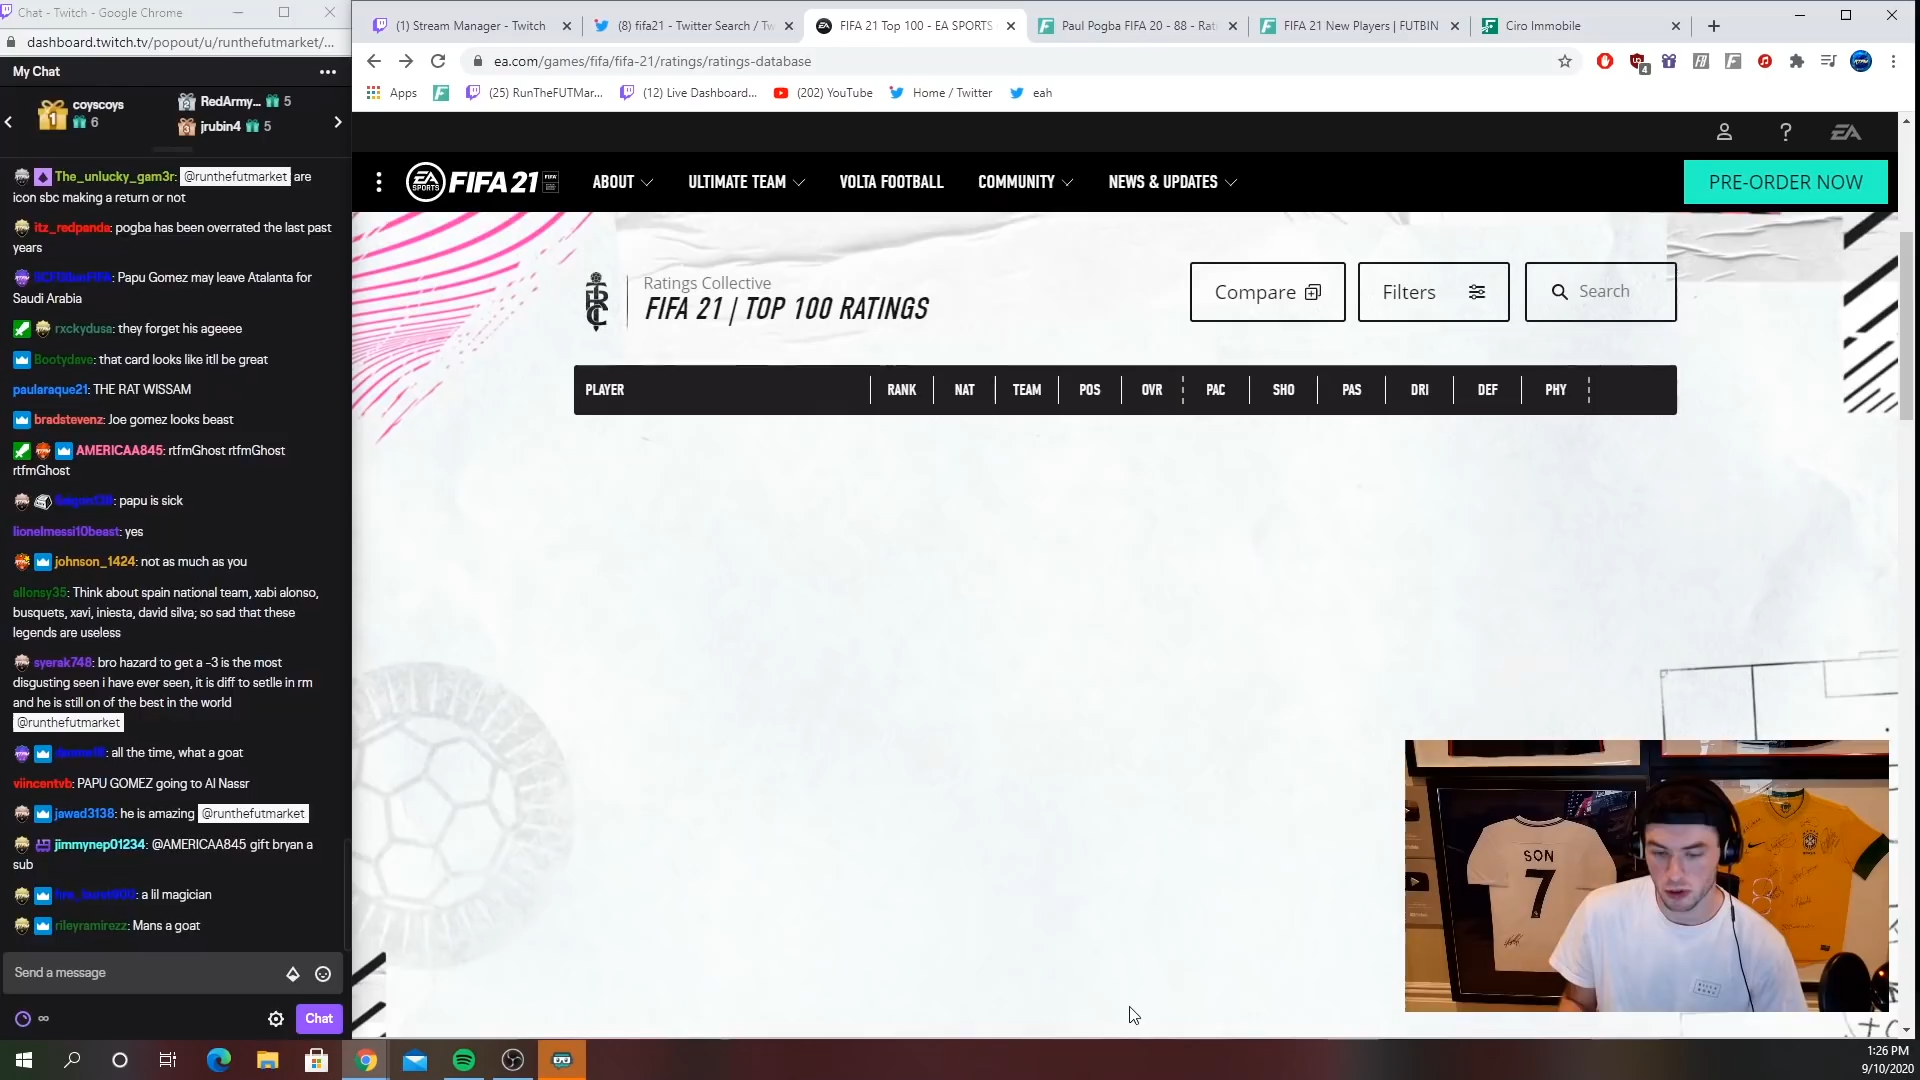 Chat - Twitch - Google Chrome
dashboard.twitch.tv/popout/u/runthefutmarket/...
My Chat
1 coyscoys 6
2 RedArmy... 5
3 jrubin4 5
The_unlucky_gam3r: @runthefutmarket are
icon sbc making a return or not
itz_redpanda: pogba has been overrated the last past
years
Papu Gomez may leave Atalanta for
Saudi Arabia
rxckydusa: they forget his ageeee
Bootydave: that card looks like itll be great
paularaque21: THE RAT WISSAM
bradstevenz: Joe gomez looks beast
AMERICAA845: rtfmGhost rtfmGhost
rtfmGhost
papu is sick
lionelmessi10beast: yes
johnson_1424: not as much as you
allonsy35: Think about spain national team, xabi alonso,
busquets, xavi, iniesta, david silva; so sad that these
legends are useless
syerak748: bro hazard to get a -3 is the most
disgusting seen i have ever seen, it is diff to setlle in rm
and he is still on of the best in the world
@runthefutmarket
all the time, what a goat
viincentvb: PAPU GOMEZ going to Al Nassr
jawad3138: he is amazing @runthefutmarket
jimmynep01234: @AMERICAA845 gift bryan a
sub
a lil magician
rileyramirezz: Mans a goat
Send a message
∞
Chat
(1) Stream Manager - Twitch
(8) fifa21 - Twitter Search / Tw
FIFA 21 Top 100 - EA SPORTS
Paul Pogba FIFA 20 - 88 - Rati
FIFA 21 New Players | FUTBIN
Ciro Immobile
ea.com/games/fifa/fifa-21/ratings/ratings-database
4
Apps
(25) RunTheFUTMar...
(12) Live Dashboard...
(202) YouTube
Home / Twitter
eah
? EA
EA SPORTS FIFA 21
ABOUT
ULTIMATE TEAM
VOLTA FOOTBALL
COMMUNITY
NEWS & UPDATES
PRE-ORDER NOW
Ratings Collective
FIFA 21 | TOP 100 RATINGS
Compare
Filters
Search
PLAYER RANK NAT TEAM POS OVR PAC SHO PAS DRI DEF PHY
SON
7
1:26 PM
9/10/2020